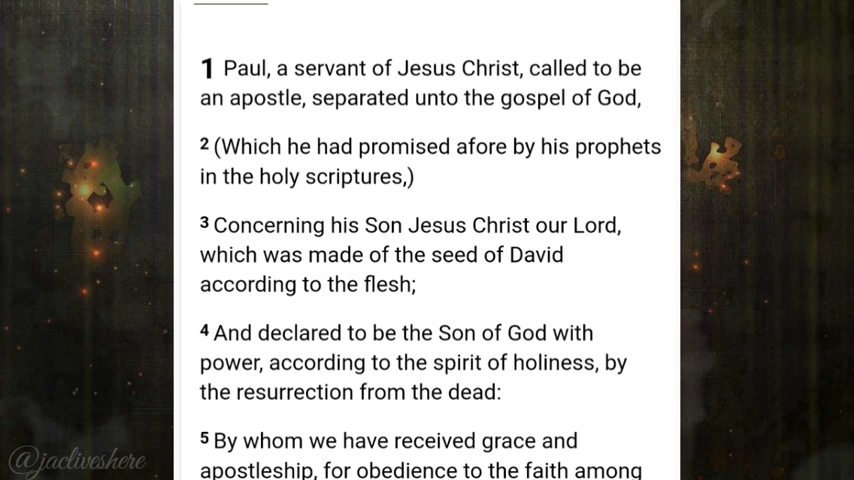 1 Paul, a servant of Jesus Christ, called to be
an apostle, separated unto the gospel of God,
2 (Which he had promised afore by his prophets
in the holy scriptures,)
3 Concerning his Son Jesus Christ our Lord,
which was made of the seed of David
according to the flesh;
4 And declared to be the Son of God with
power, according to the spirit of holiness, by
the resurrection from the dead:
5 By whom we have received grace and
apostleship, for obedience to the faith among
@jacliveshere